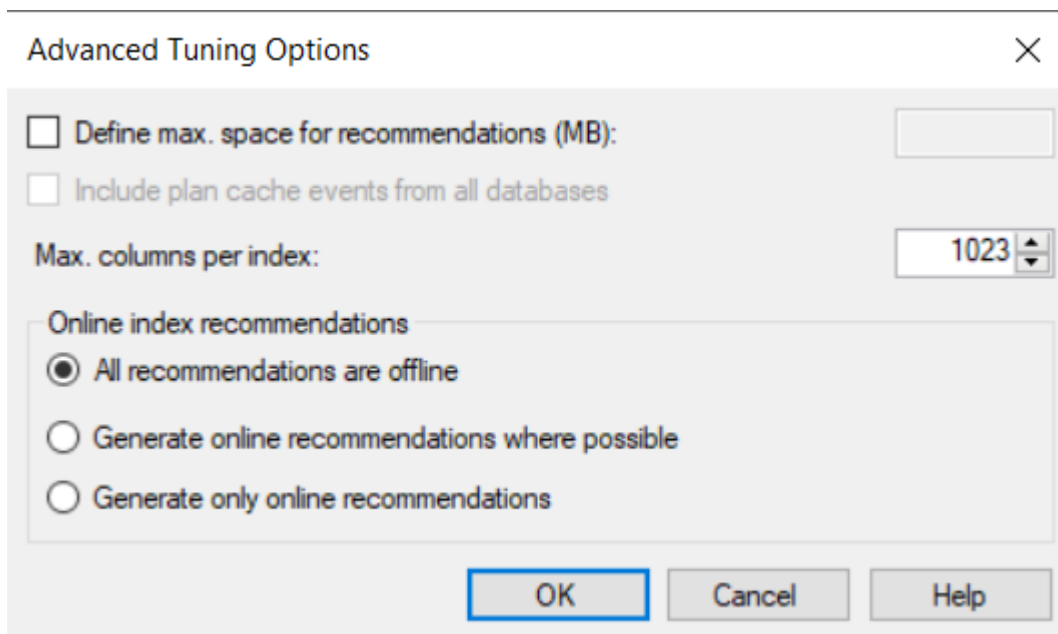 Advanced Tuning Options
Define max. space for recommendations (MB):
Include plan cache events from all databases
Max. columns per index:
1023
Online index recommendations
All recommendations are offline
Generate online recommendations where possible
Generate only online recommendations
OK Cancel Help